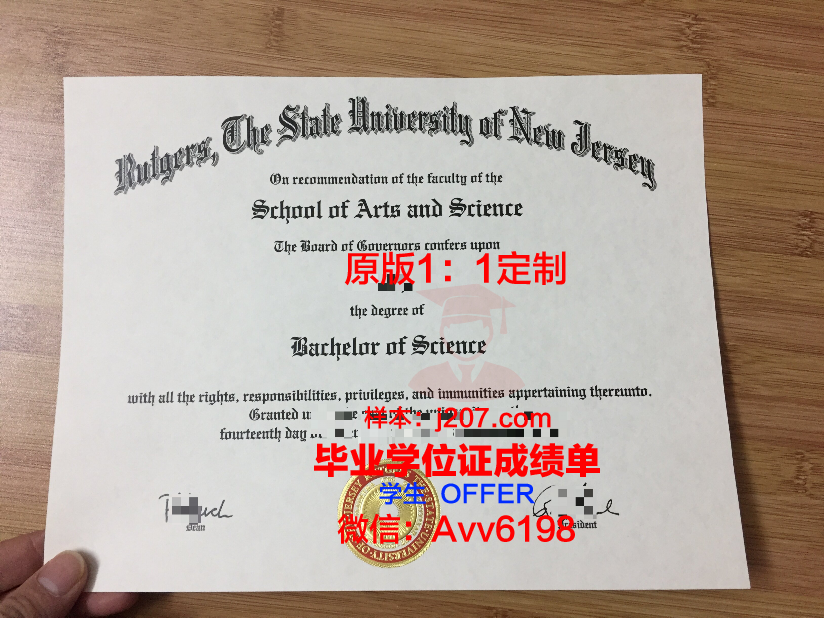 Rutgers, The State University of New Jersey
On recommendation of the faculty of the
School of Arts and Science
The Board of Governors confers upon
原版1：1定制
the degree of
Bachelor of Science
with all the rights, responsibilities, privileges, and immunities appertaining thereunto.
Granted
样本：j207.com
fourteenth day
毕业学位证成绩单
学生 OFFER
微信：Avv6198
Dean
President